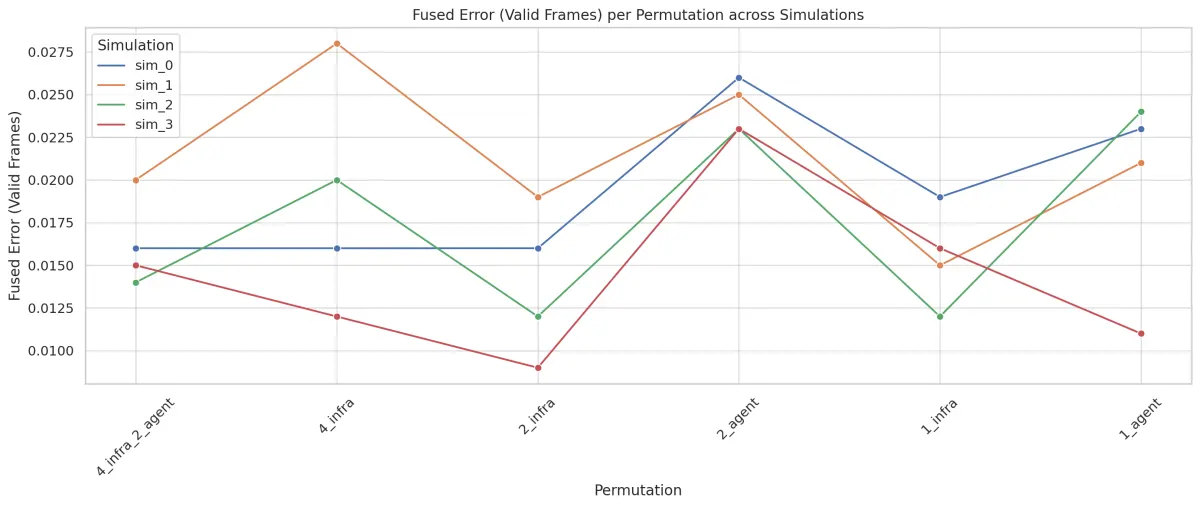 Fused Error (Valid Frames) per Permutation across Simulations
Simulation
sim_0
sim_1
sim_2
sim_3
Fused Error (Valid Frames)
0.0275
0.0250
0.0225
0.0200
0.0175
0.0150
0.0125
0.0100
4_infra_2_agent
4_infra
2_infra
2_agent
1_infra
1_agent
Permutation